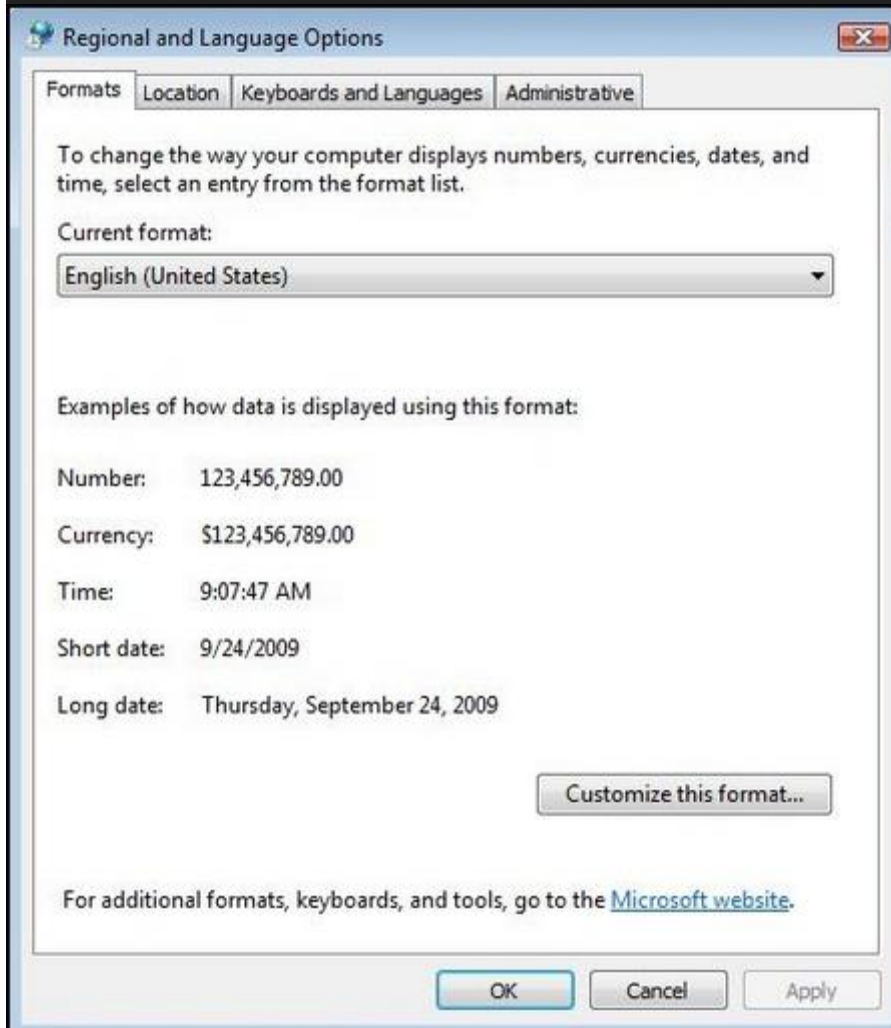 Regional and Language Options
Formats Location Keyboards and Languages Administrative
To change the way your computer displays numbers, currencies, dates, and
time, select an entry from the format list.
Current format:
English (United States)
Examples of how data is displayed using this format:
Number: 123,456,789.00
Currency: $123,456,789.00
Time: 9:07:47 AM
Short date: 9/24/2009
Long date: Thursday, September 24, 2009
Customize this format...
For additional formats, keyboards, and tools, go to the Microsoft website.
OK Cancel Apply